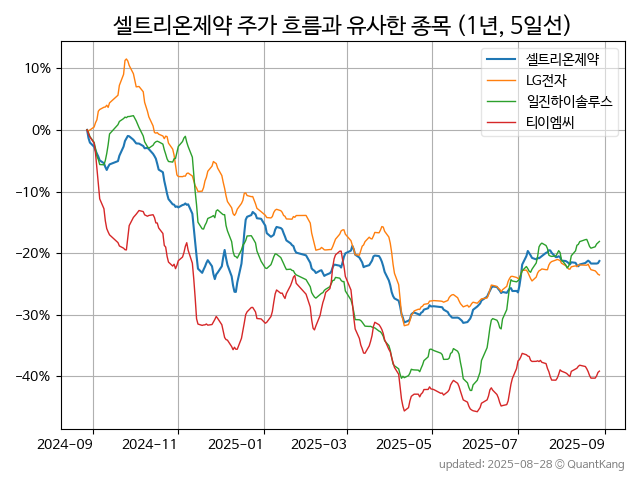 셀트리온제약 주가 흐름과 유사한 종목 (1년, 5일선)
셀트리온제약
LG전자
일진하이솔루스
티이엠씨
10%
0%
−10%
−20%
−30%
−40%
2024-09 2024-11 2025-01 2025-03 2025-05 2025-07 2025-09
updated: 2025-08-28 © QuantKang